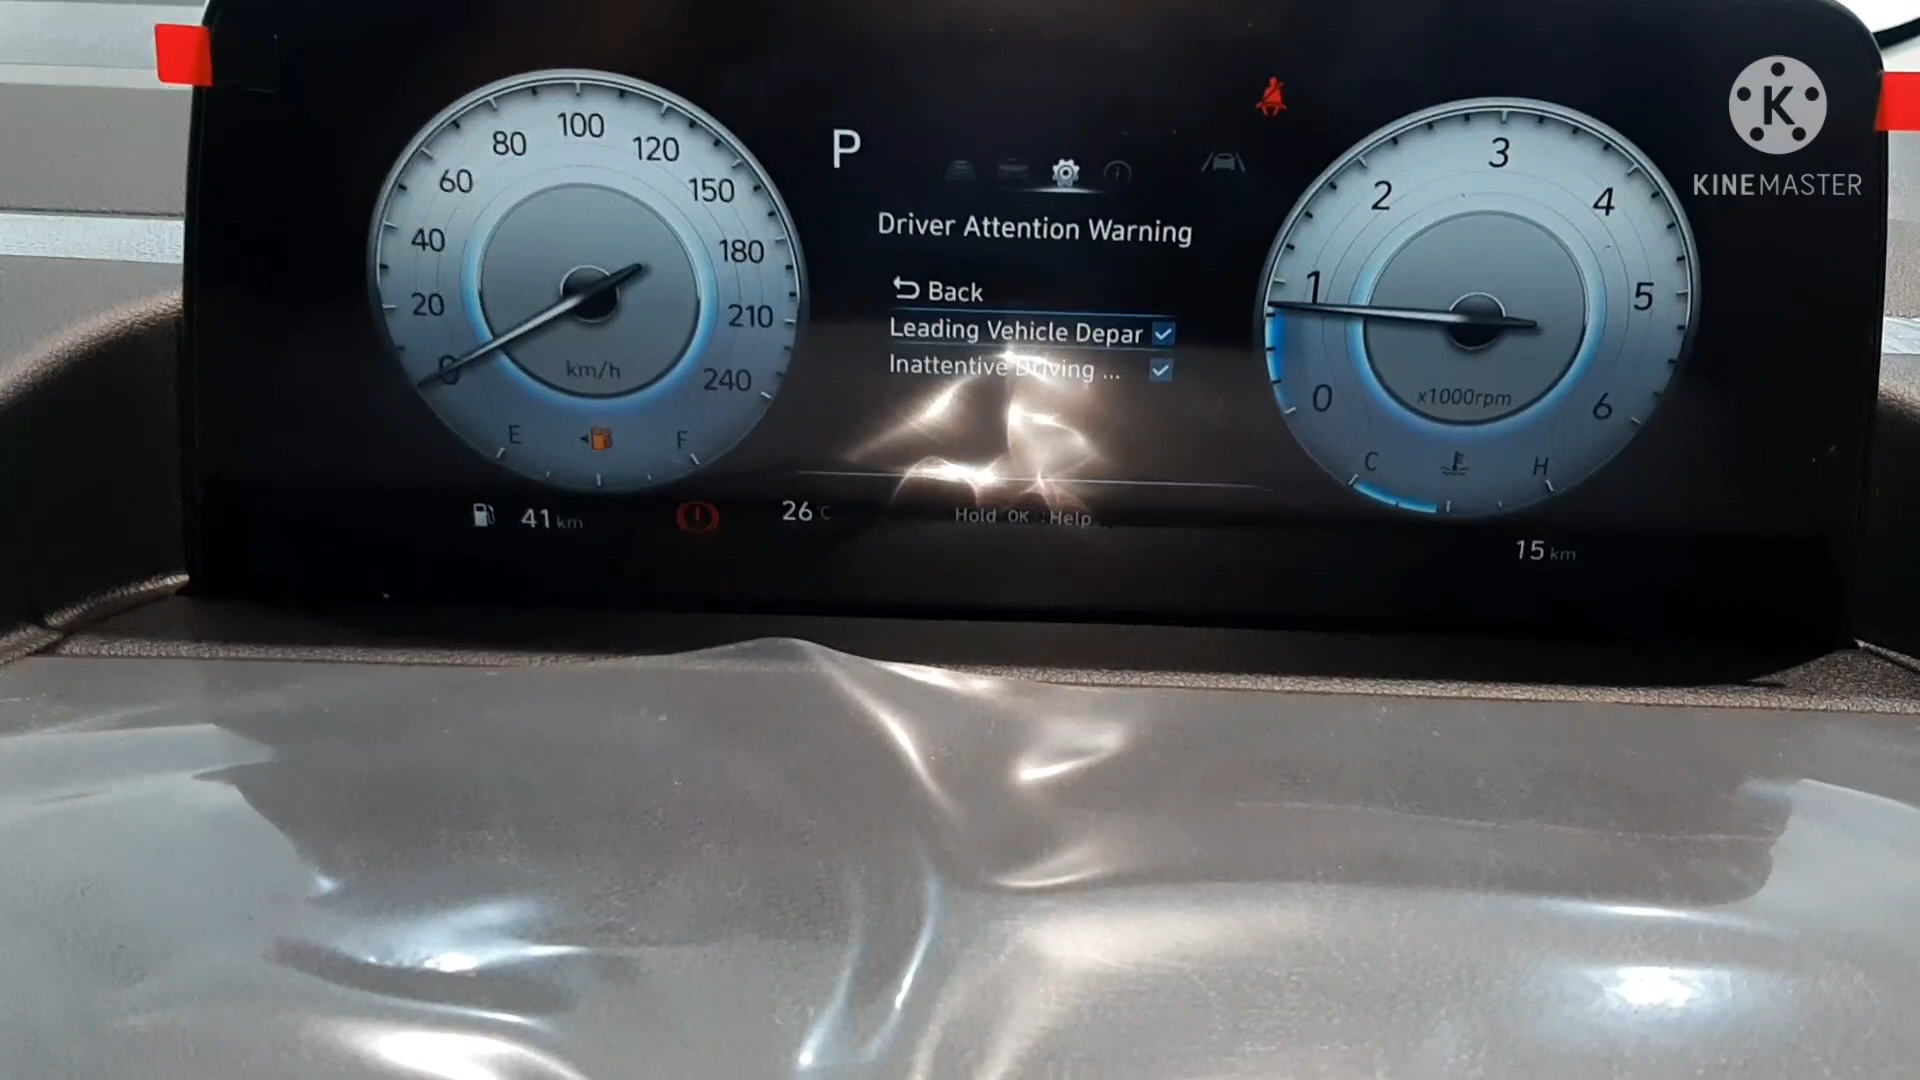 0
20
40
60
80
100
120
150
180
210
240
km/h
E
F
41 km
P
Driver Attention Warning
Back
Leading Vehicle Depar
Inattentive Driving ...
26°C
Hold OK : Help
0
1
2
3
4
5
6
x1000rpm
C
H
15 km
K
KINEMASTER